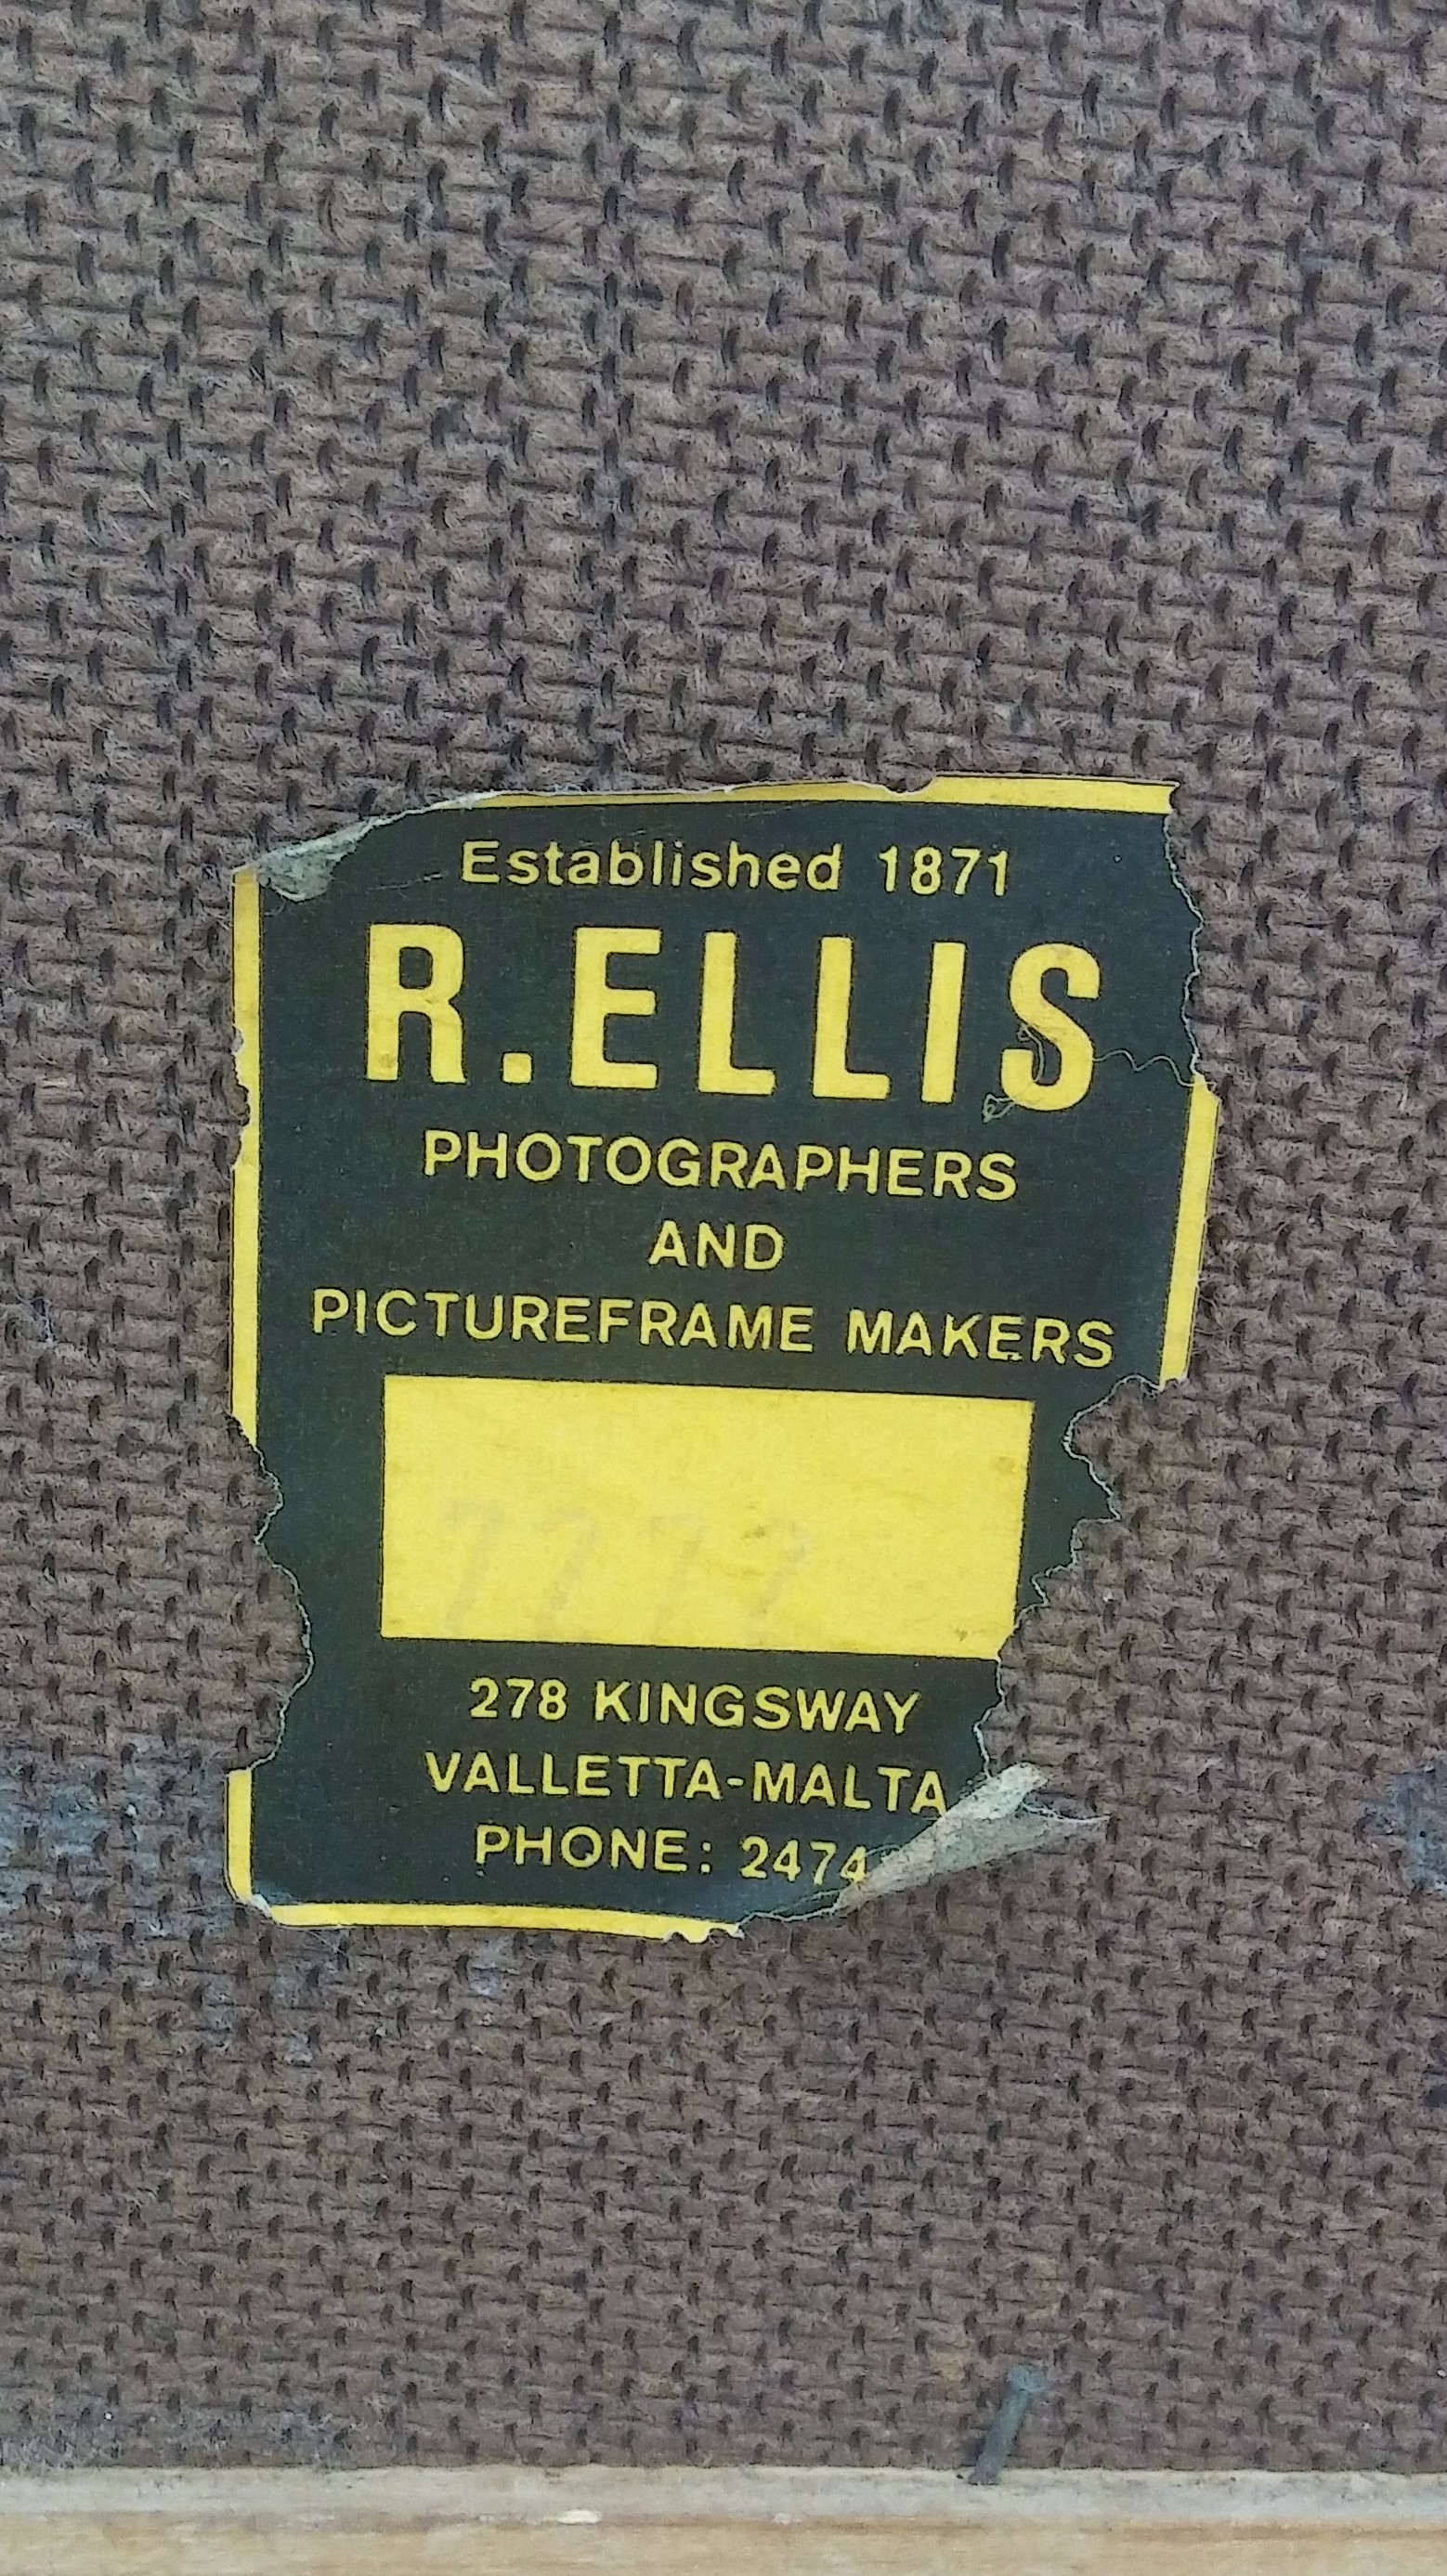 Established 1871
R.ELLIS
PHOTOGRAPHERS
AND
PICTUREFRAME MAKERS
278 KINGSWAY
VALLETTA-MALTA
PHONE: 2474